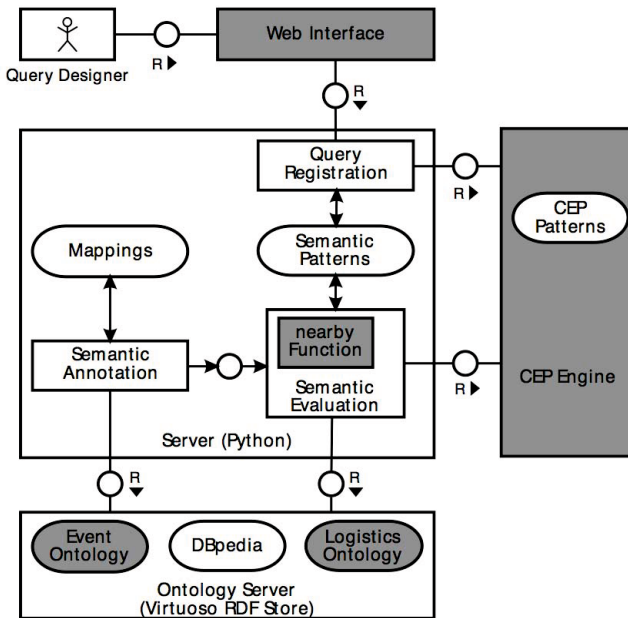 Web Interface
R
Query Designer
R
Query
Registration
R
CEP
Patterns
Mappings
Semantic
Patterns
nearby
Function
Semantic
Annotation
Semantic
Evaluation
R
CEP Engine
Server (Python)
R
R
Event
Ontology
DBpedia
Logistics
Ontology
Ontology Server
(Virtuoso RDF Store)